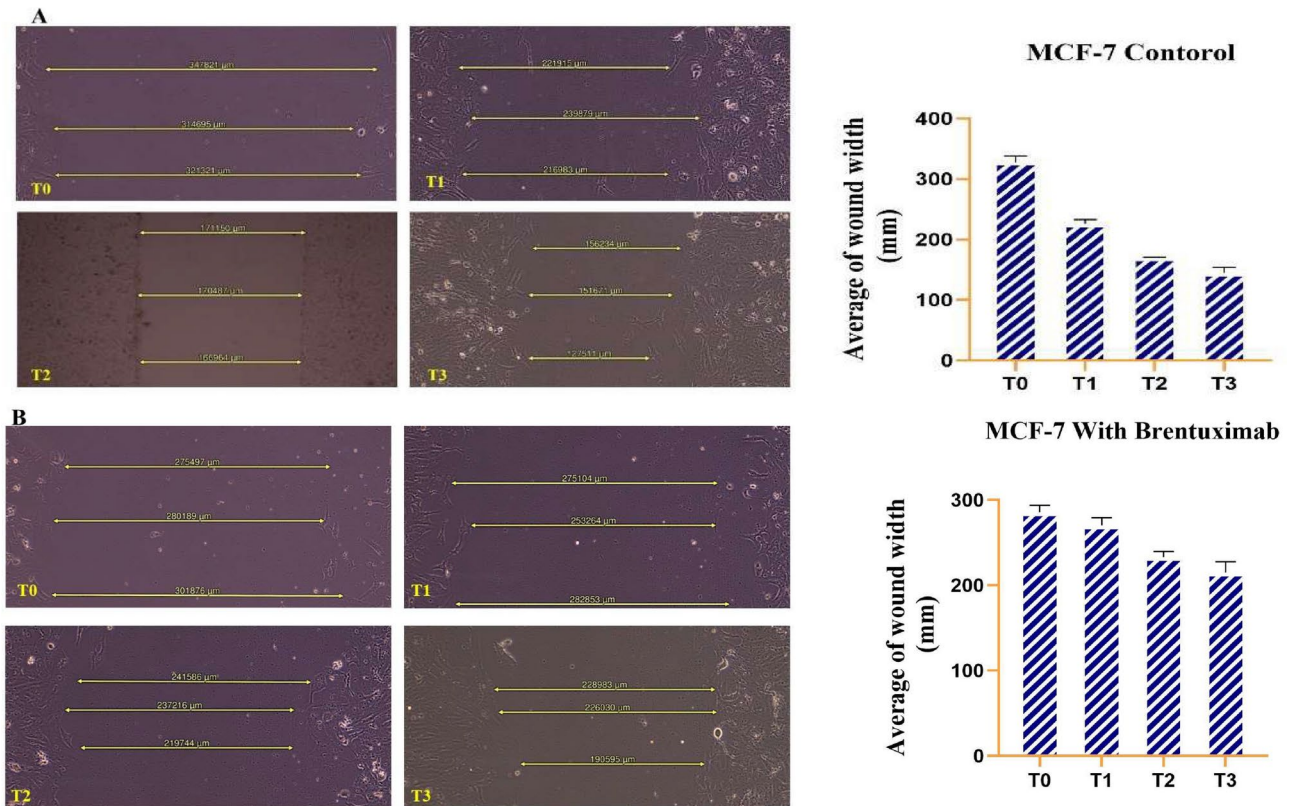 A
347821 µm
314695 µm
321321 µm
T0
221915 µm
239879 µm
216983 µm
T1
171150 µm
170487 µm
166964 µm
T2
156234 µm
151671 µm
127511 µm
T3
MCF-7 Contorol
Average of wound width
(mm)
400
300
200
100
0
T0 T1 T2 T3
B
275497 µm
280189 µm
301876 µm
T0
275104 µm
253264 µm
282853 µm
T1
241586 µm
237216 µm
219744 µm
T2
228983 µm
226030 µm
190595 µm
T3
MCF-7 With Brentuximab
Average of wound width
(mm)
300
200
100
0
T0 T1 T2 T3